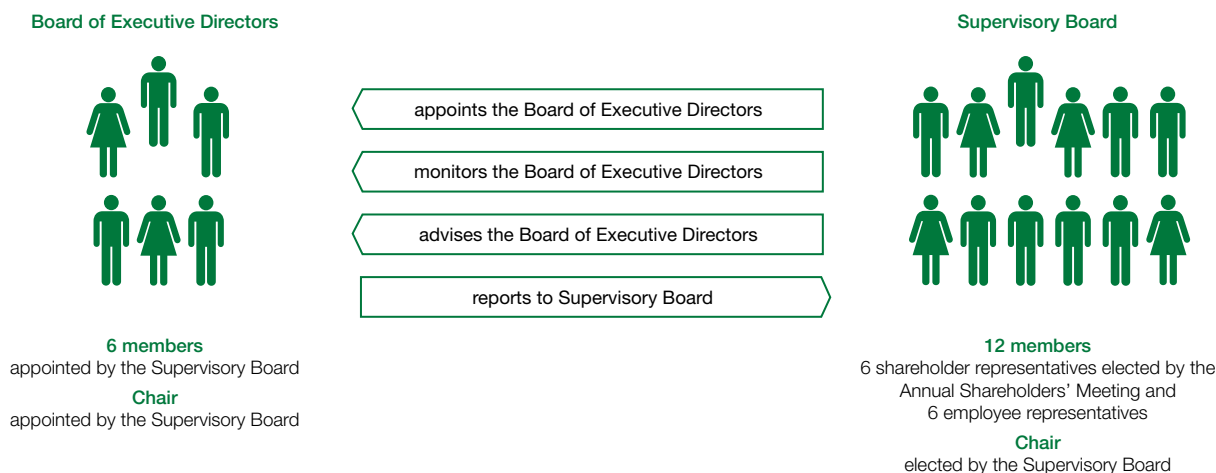 Board of Executive Directors
Supervisory Board
appoints the Board of Executive Directors
monitors the Board of Executive Directors
advises the Board of Executive Directors
reports to Supervisory Board
6 members
appointed by the Supervisory Board
Chair
appointed by the Supervisory Board
12 members
6 shareholder representatives elected by the
Annual Shareholders’ Meeting and
6 employee representatives
Chair
elected by the Supervisory Board